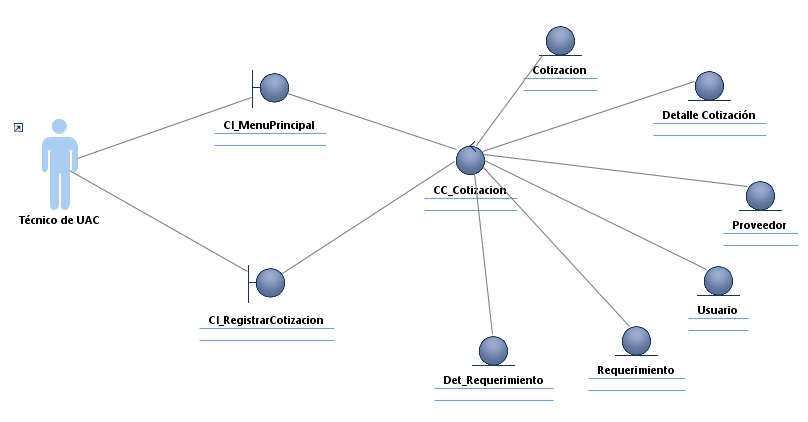 Cotizacion
Detalle Cotización
CI_MenuPrincipal
CC_Cotizacion
Técnico de UAC
Proveedor
Usuario
CI_RegistrarCotizacion
Requerimiento
Det_Requerimiento